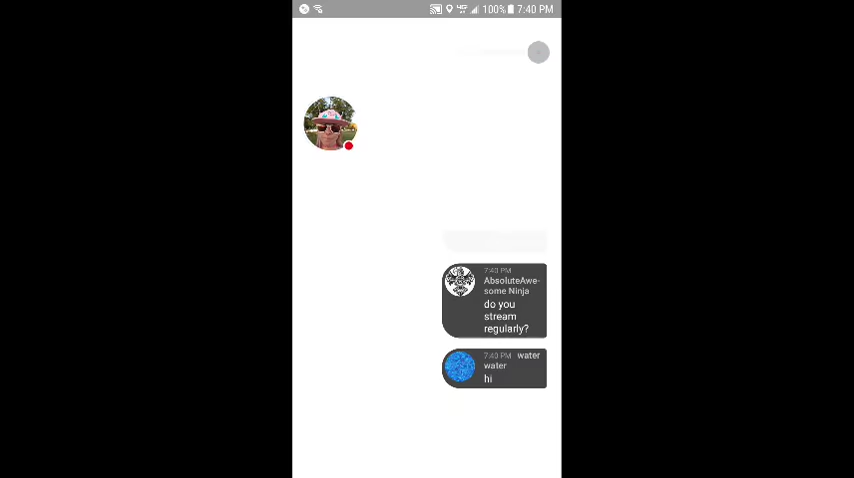 100% 7:40 PM
7:40 PM
AbsoluteAwe-
some Ninja
do you
stream
regularly?
7:40 PM water
water
hi